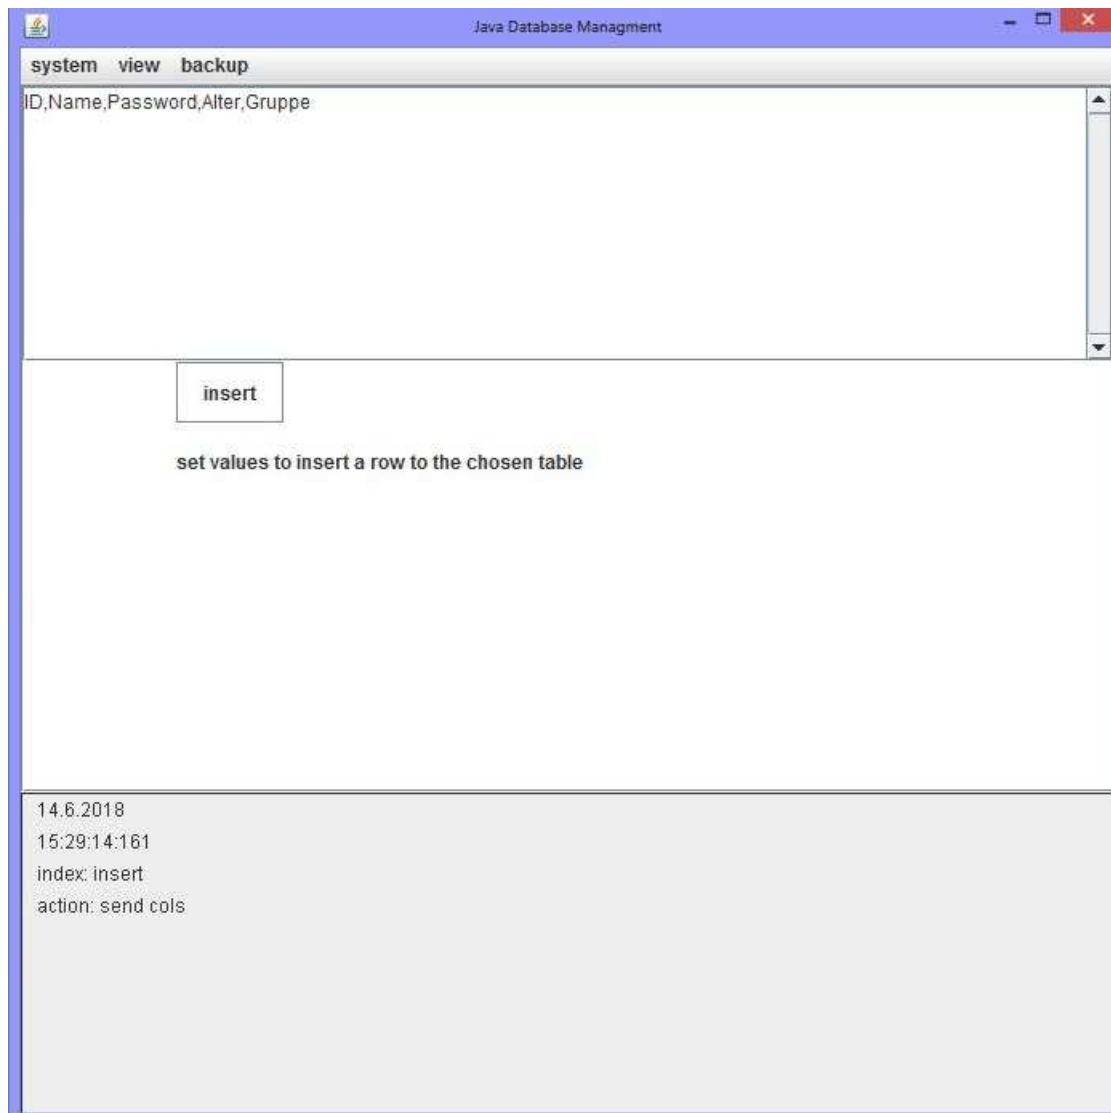 Java Database Managment
system view backup
ID,Name,Password,Alter,Gruppe
insert
set values to insert a row to the chosen table
14.6.2018
15:29:14:161
index: insert
action: send cols